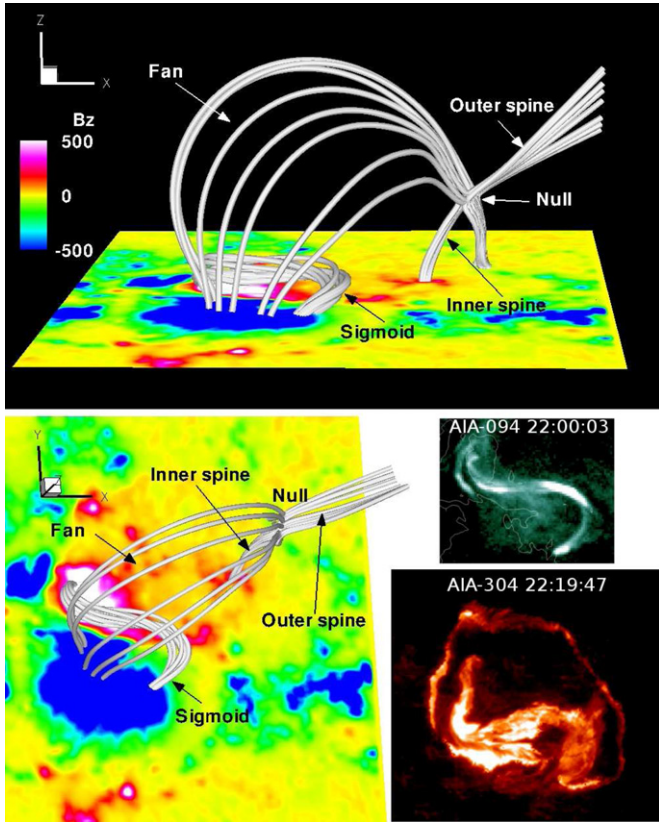 Z
X
Fan
Bz
500
0
-500
Outer spine
Null
Inner spine
Sigmoid
Y
X
Inner spine
Null
Fan
Outer spine
Sigmoid
AIA-094 22:00:03
AIA-304 22:19:47